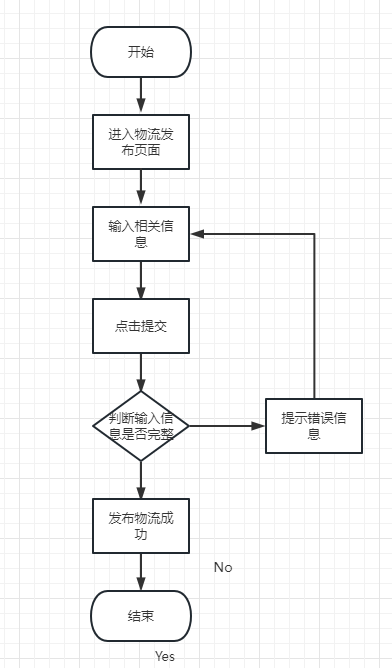 开始
进入物流发
布页面
输入相关信
息
点击提交
判断输入信
息是否完整
提示错误信
息
发布物流成
功
No
结束
Yes